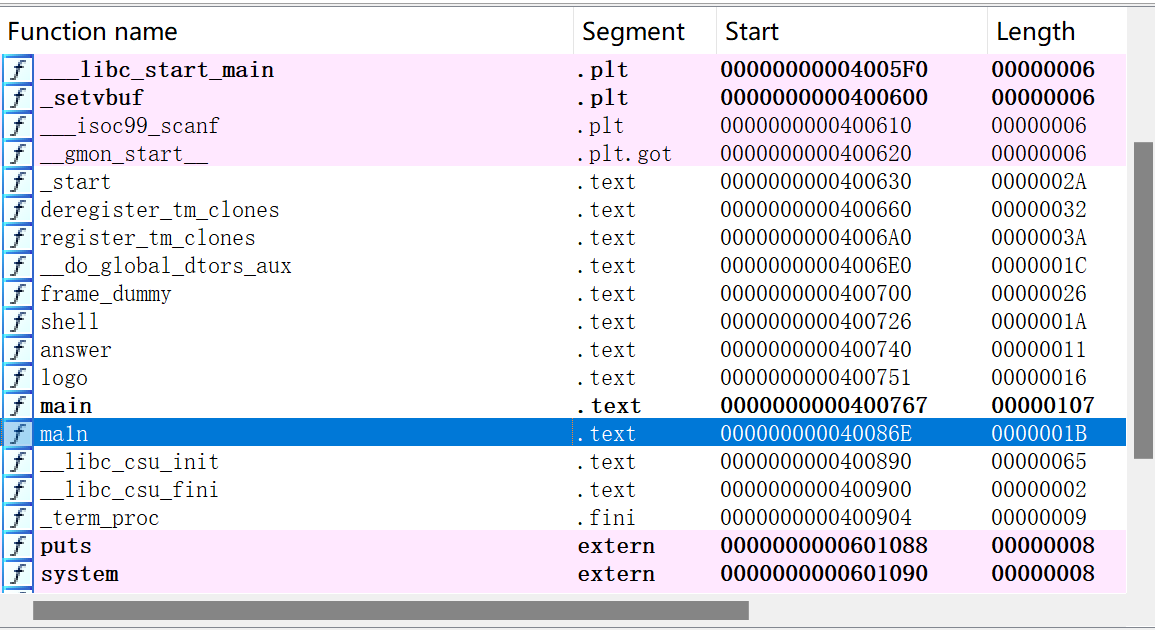 Function name Segment Start Length
___libc_start_main .plt 00000000004005F0 00000006
_setvbuf .plt 0000000000400600 00000006
___isoc99_scanf .plt 0000000000400610 00000006
__gmon_start__ .plt.got 0000000000400620 00000006
_start .text 0000000000400630 0000002A
deregister_tm_clones .text 0000000000400660 00000032
register_tm_clones .text 00000000004006A0 0000003A
__do_global_dtors_aux .text 00000000004006E0 0000001C
frame_dummy .text 0000000000400700 00000026
shell .text 0000000000400726 0000001A
answer .text 0000000000400740 00000011
logo .text 0000000000400751 00000016
main .text 0000000000400767 00000107
ma1n .text 000000000040086E 0000001B
__libc_csu_init .text 0000000000400890 00000065
__libc_csu_fini .text 0000000000400900 00000002
_term_proc .fini 0000000000400904 00000009
puts extern 0000000000601088 00000008
system extern 0000000000601090 00000008